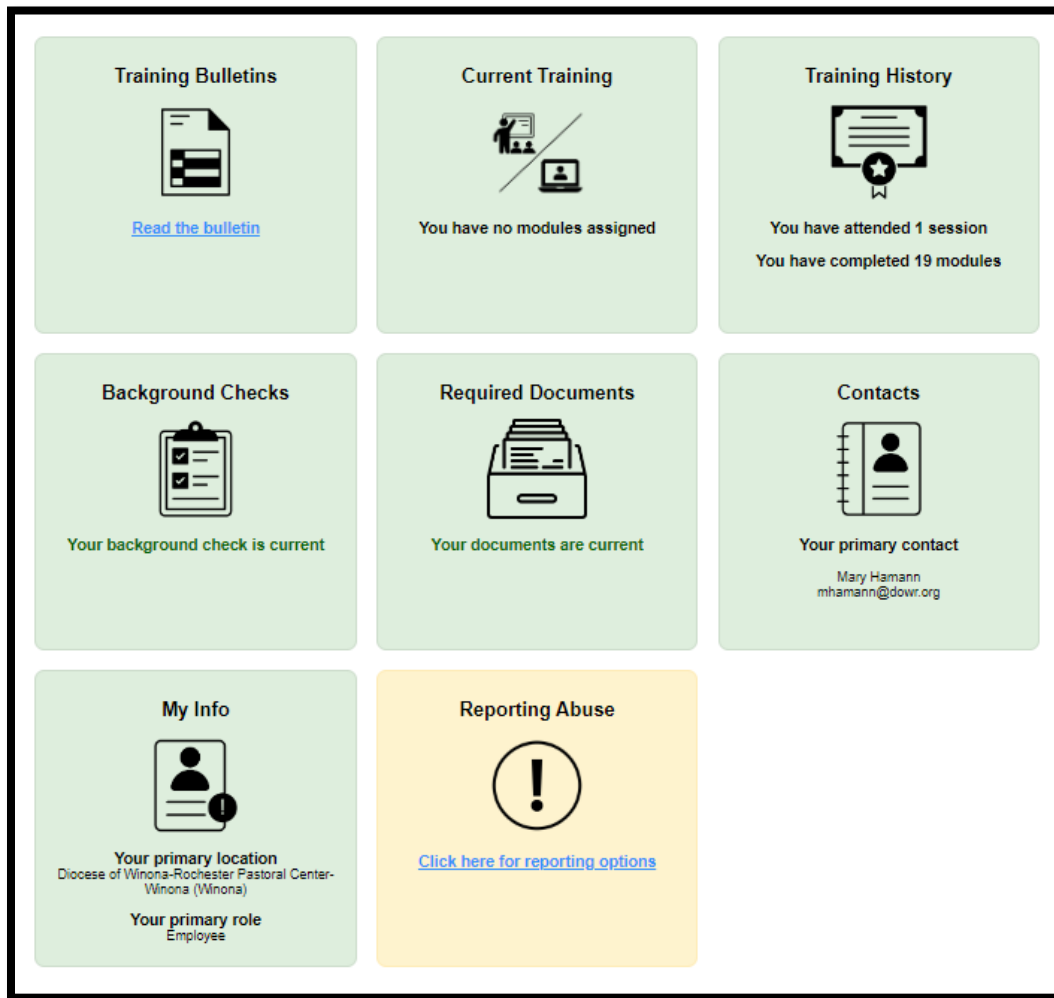 Training Bulletins
Read the bulletin
Current Training
You have no modules assigned
Training History
You have attended 1 session
You have completed 19 modules
Background Checks
Your background check is current
Required Documents
Your documents are current
Contacts
Your primary contact
Mary Hamann
mhamann@dowr.org
My Info
Your primary location
Diocese of Winona-Rochester Pastoral Center-
Winona (Winona)
Your primary role
Employee
Reporting Abuse
Click here for reporting options